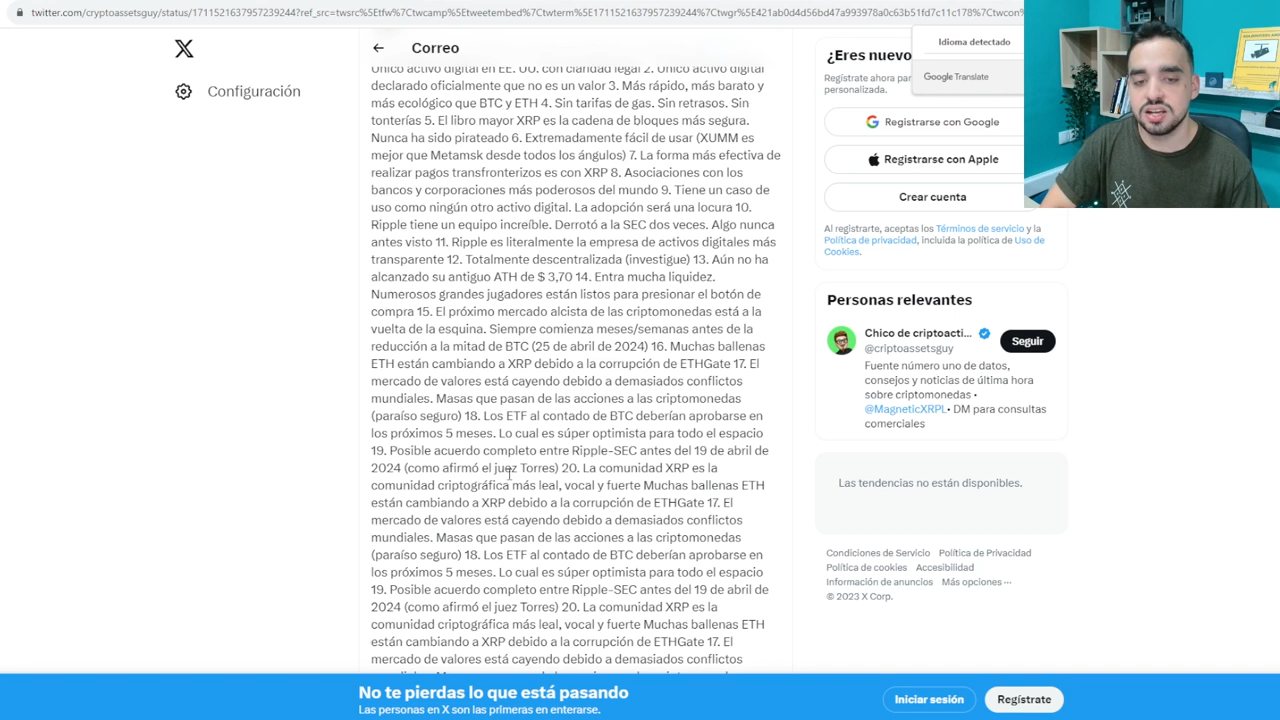 twitter.com/cryptoassetsguy/status/1711521637957239244?ref_src=twsrc%5Etfw%7Ctwcamp%5Etweetembed%7Ctwterm%5E1711521637957239244%7Ctwgr%5E421ab0d4d56bd47a993978a0c63b51fd7c11c178%7Ctwcon%5
Correo
Configuración
Único activo digital en EE. UU. con claridad legal 2. Único activo digital
declarado oficialmente que no es un valor 3. Más rápido, más barato y
más ecológico que BTC y ETH 4. Sin tarifas de gas. Sin retrasos. Sin
tonterías 5. El libro mayor XRP es la cadena de bloques más segura.
Nunca ha sido pirateado 6. Extremadamente fácil de usar (XUMM es
mejor que Metamsk desde todos los ángulos) 7. La forma más efectiva de
realizar pagos transfronterizos es con XRP 8. Asociaciones con los
bancos y corporaciones más poderosos del mundo 9. Tiene un caso de
uso como ningún otro activo digital. La adopción será una locura 10.
Ripple tiene un equipo increíble. Derrotó a la SEC dos veces. Algo nunca
antes visto 11. Ripple es literalmente la empresa de activos digitales más
transparente 12. Totalmente descentralizada (investigue) 13. Aún no ha
alcanzado su antiguo ATH de $ 3,70 14. Entra mucha liquidez.
Numerosos grandes jugadores están listos para presionar el botón de
compra 15. El próximo mercado alcista de las criptomonedas está a la
vuelta de la esquina. Siempre comienza meses/semanas antes de la
reducción a la mitad de BTC (25 de abril de 2024) 16. Muchas ballenas
ETH están cambiando a XRP debido a la corrupción de ETHGate 17. El
mercado de valores está cayendo debido a demasiados conflictos
mundiales. Masas que pasan de las acciones a las criptomonedas
(paraíso seguro) 18. Los ETF al contado de BTC deberían aprobarse en
los próximos 5 meses. Lo cual es súper optimista para todo el espacio
19. Posible acuerdo completo entre Ripple-SEC antes del 19 de abril de
2024 (como afirmó el juez Torres) 20. La comunidad XRP es la
comunidad criptográfica más leal, vocal y fuerte Muchas ballenas ETH
están cambiando a XRP debido a la corrupción de ETHGate 17. El
mercado de valores está cayendo debido a demasiados conflictos
mundiales. Masas que pasan de las acciones a las criptomonedas
(paraíso seguro) 18. Los ETF al contado de BTC deberían aprobarse en
los próximos 5 meses. Lo cual es súper optimista para todo el espacio
19. Posible acuerdo completo entre Ripple-SEC antes del 19 de abril de
2024 (como afirmó el juez Torres) 20. La comunidad XRP es la
comunidad criptográfica más leal, vocal y fuerte Muchas ballenas ETH
están cambiando a XRP debido a la corrupción de ETHGate 17. El
mercado de valores está cayendo debido a demasiados conflictos
¿Eres nuevo
Regístrate ahora par
personalizada.
Idioma detectado
Google Translate
Registrarse con Google
Registrarse con Apple
Crear cuenta
Al registrarte, aceptas los Términos de servicio y la
Política de privacidad, incluida la política de Uso de
Cookies.
Personas relevantes
Chico de criptoacti...
@criptoassetsguy
Seguir
Fuente número uno de datos,
consejos y noticias de última hora
sobre criptomonedas •
@MagneticXRPL• DM para consultas
comerciales
Las tendencias no están disponibles.
Condiciones de Servicio Política de Privacidad
Política de cookies Accesibilidad
Información de anuncios Más opciones ···
© 2023 X Corp.
No te pierdas lo que está pasando
Las personas en X son las primeras en enterarse.
Iniciar sesión
Regístrate